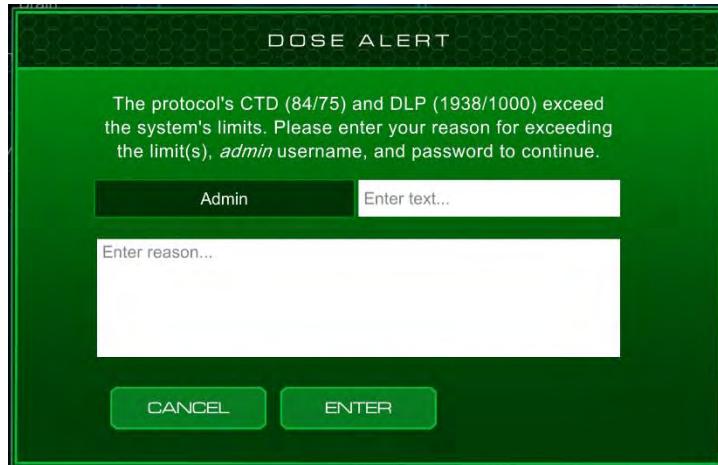 DOSE ALERT
The protocol's CTD (84/75) and DLP (1938/1000) exceed
the system's limits. Please enter your reason for exceeding
the limit(s), admin username, and password to continue.
Admin
Enter text...
Enter reason...
CANCEL
ENTER